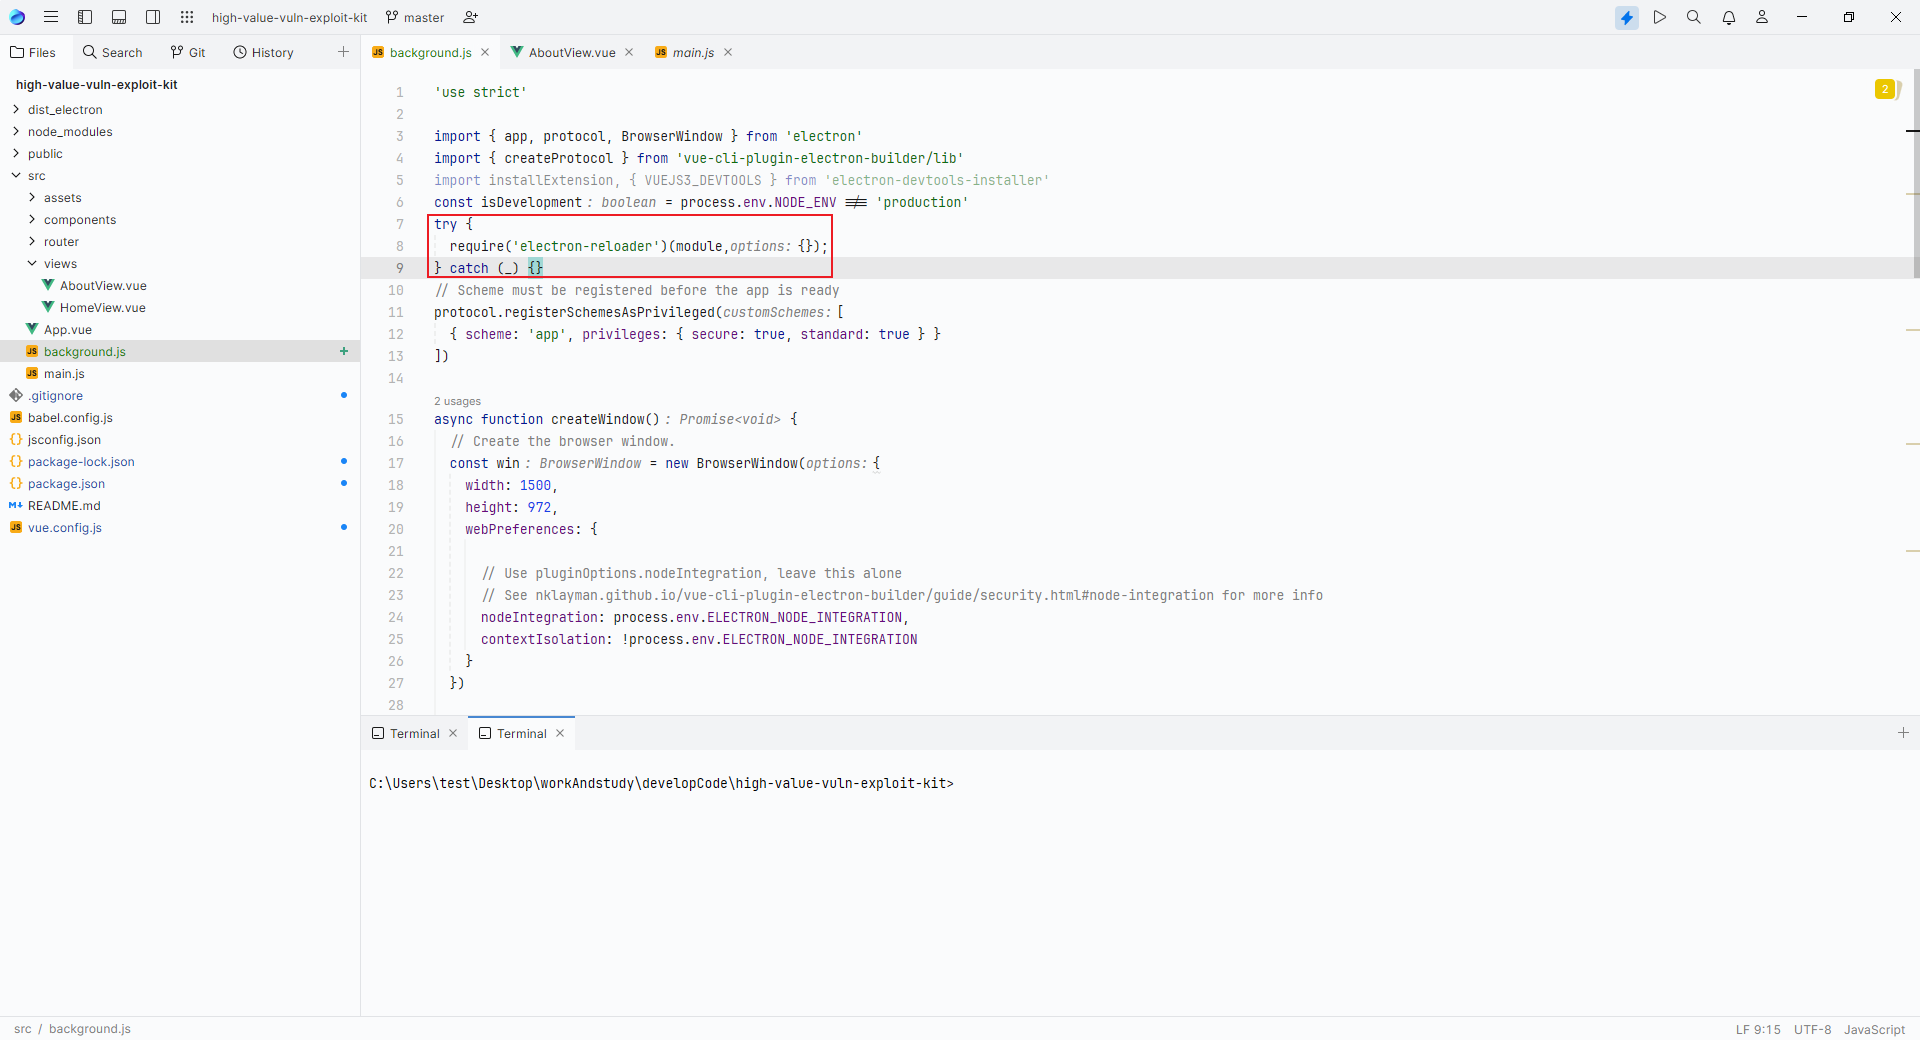 high-value-vuln-exploit-kit master
Files Search Git History
background.js AboutView.vue main.js
high-value-vuln-exploit-kit
dist_electron
node_modules
public
src
assets
components
router
views
AboutView.vue
HomeView.vue
App.vue
background.js
main.js
.gitignore
babel.config.js
jsconfig.json
package-lock.json
package.json
README.md
vue.config.js
2
1 'use strict'
2
3 import { app, protocol, BrowserWindow } from 'electron'
4 import { createProtocol } from 'vue-cli-plugin-electron-builder/lib'
5 import installExtension, { VUEJS3_DEVTOOLS } from 'electron-devtools-installer'
6 const isDevelopment : boolean = process.env.NODE_ENV !== 'production'
7 try {
8 require('electron-reloader')(module, options: {});
9 } catch (_) {}
10 // Scheme must be registered before the app is ready
11 protocol.registerSchemesAsPrivileged( customSchemes: [
12 { scheme: 'app', privileges: { secure: true, standard: true } }
13 ])
14
2 usages
15 async function createWindow() : Promise<void> {
16 // Create the browser window.
17 const win : BrowserWindow = new BrowserWindow( options: {
18 width: 1500,
19 height: 972,
20 webPreferences: {
21
22 // Use pluginOptions.nodeIntegration, leave this alone
23 // See nklayman.github.io/vue-cli-plugin-electron-builder/guide/security.html#node-integration for more info
24 nodeIntegration: process.env.ELECTRON_NODE_INTEGRATION,
25 contextIsolation: !process.env.ELECTRON_NODE_INTEGRATION
26 }
27 })
28
Terminal Terminal
C:\Users\test\Desktop\workAndstudy\developCode\high-value-vuln-exploit-kit>
src / background.js LF 9:15 UTF-8 JavaScript